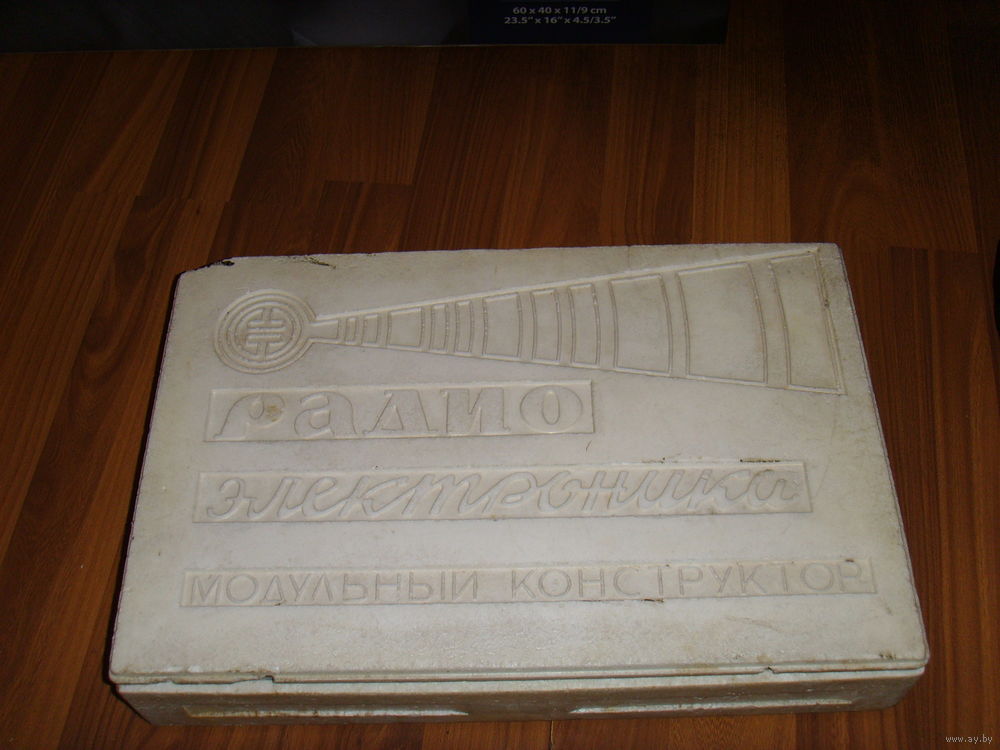 60 x 40 x 11/9 cm
23.5" x 16" x 4.5/3.5"
Радио
электроника
МОДУЛЬНЫЙ КОНСТРУКТОР
www.ay.by